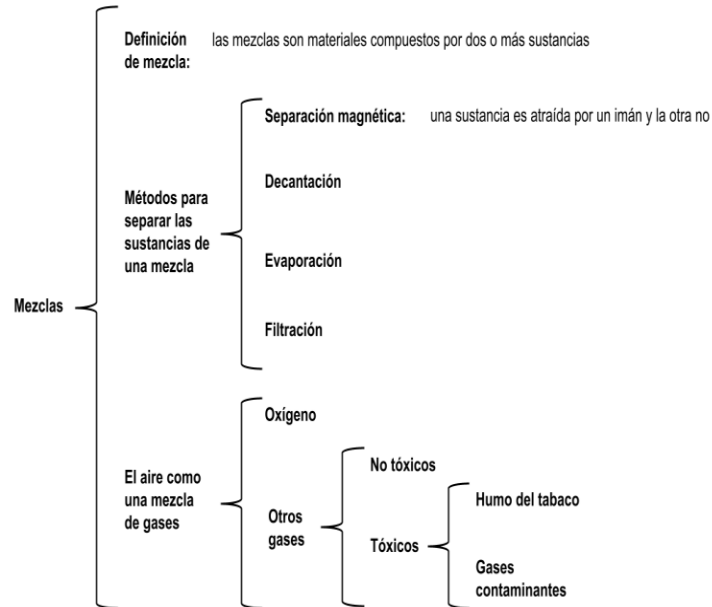 Definición
de mezcla:
las mezclas son materiales compuestos por dos o más sustancias
Separación magnética:
una sustancia es atraída por un imán y la otra no
Métodos para
separar las
sustancias de
una mezcla
Decantación
Evaporación
Filtración
Mezclas
Oxígeno
El aire como
una mezcla
de gases
Otros
gases
No tóxicos
Tóxicos
Humo del tabaco
Gases
contaminantes